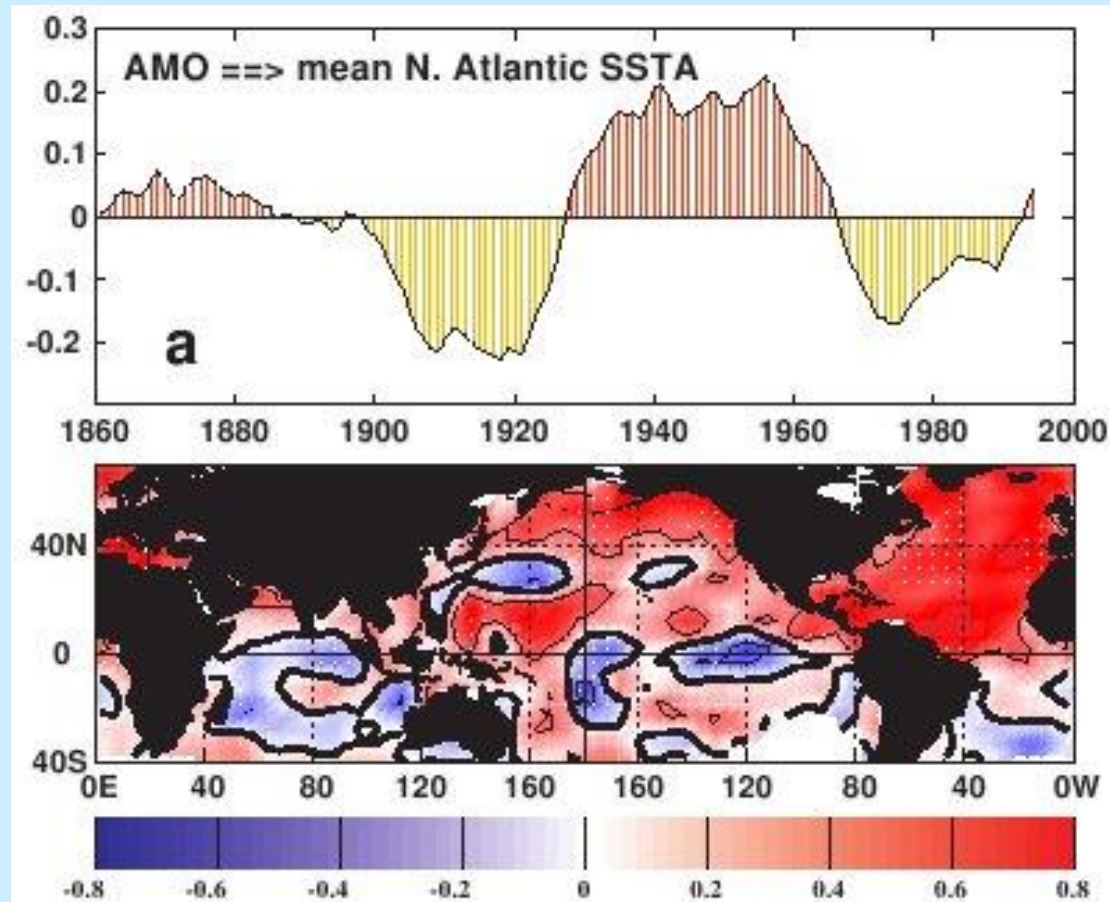 0.3
AMO ==> mean N. Atlantic SSTA
0.2
0.1
0
-0.1
-0.2
a
1860 1880 1900 1920 1940 1960 1980 2000
40N
0
40S
0E 40 80 120 160 160 120 80 40 0W
-0.8 -0.6 -0.4 -0.2 0 0.2 0.4 0.6 0.8